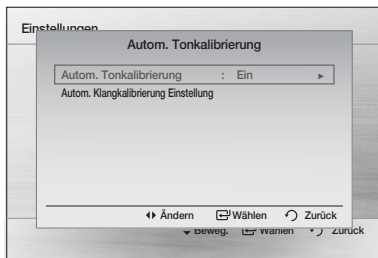 Einstellungen
Autom. Tonkalibrierung
Autom. Tonkalibrierung : Ein ►
Autom. Klangkalibrierung Einstellung
Ändern Wählen Zurück
Beweg. Wählen Zurück